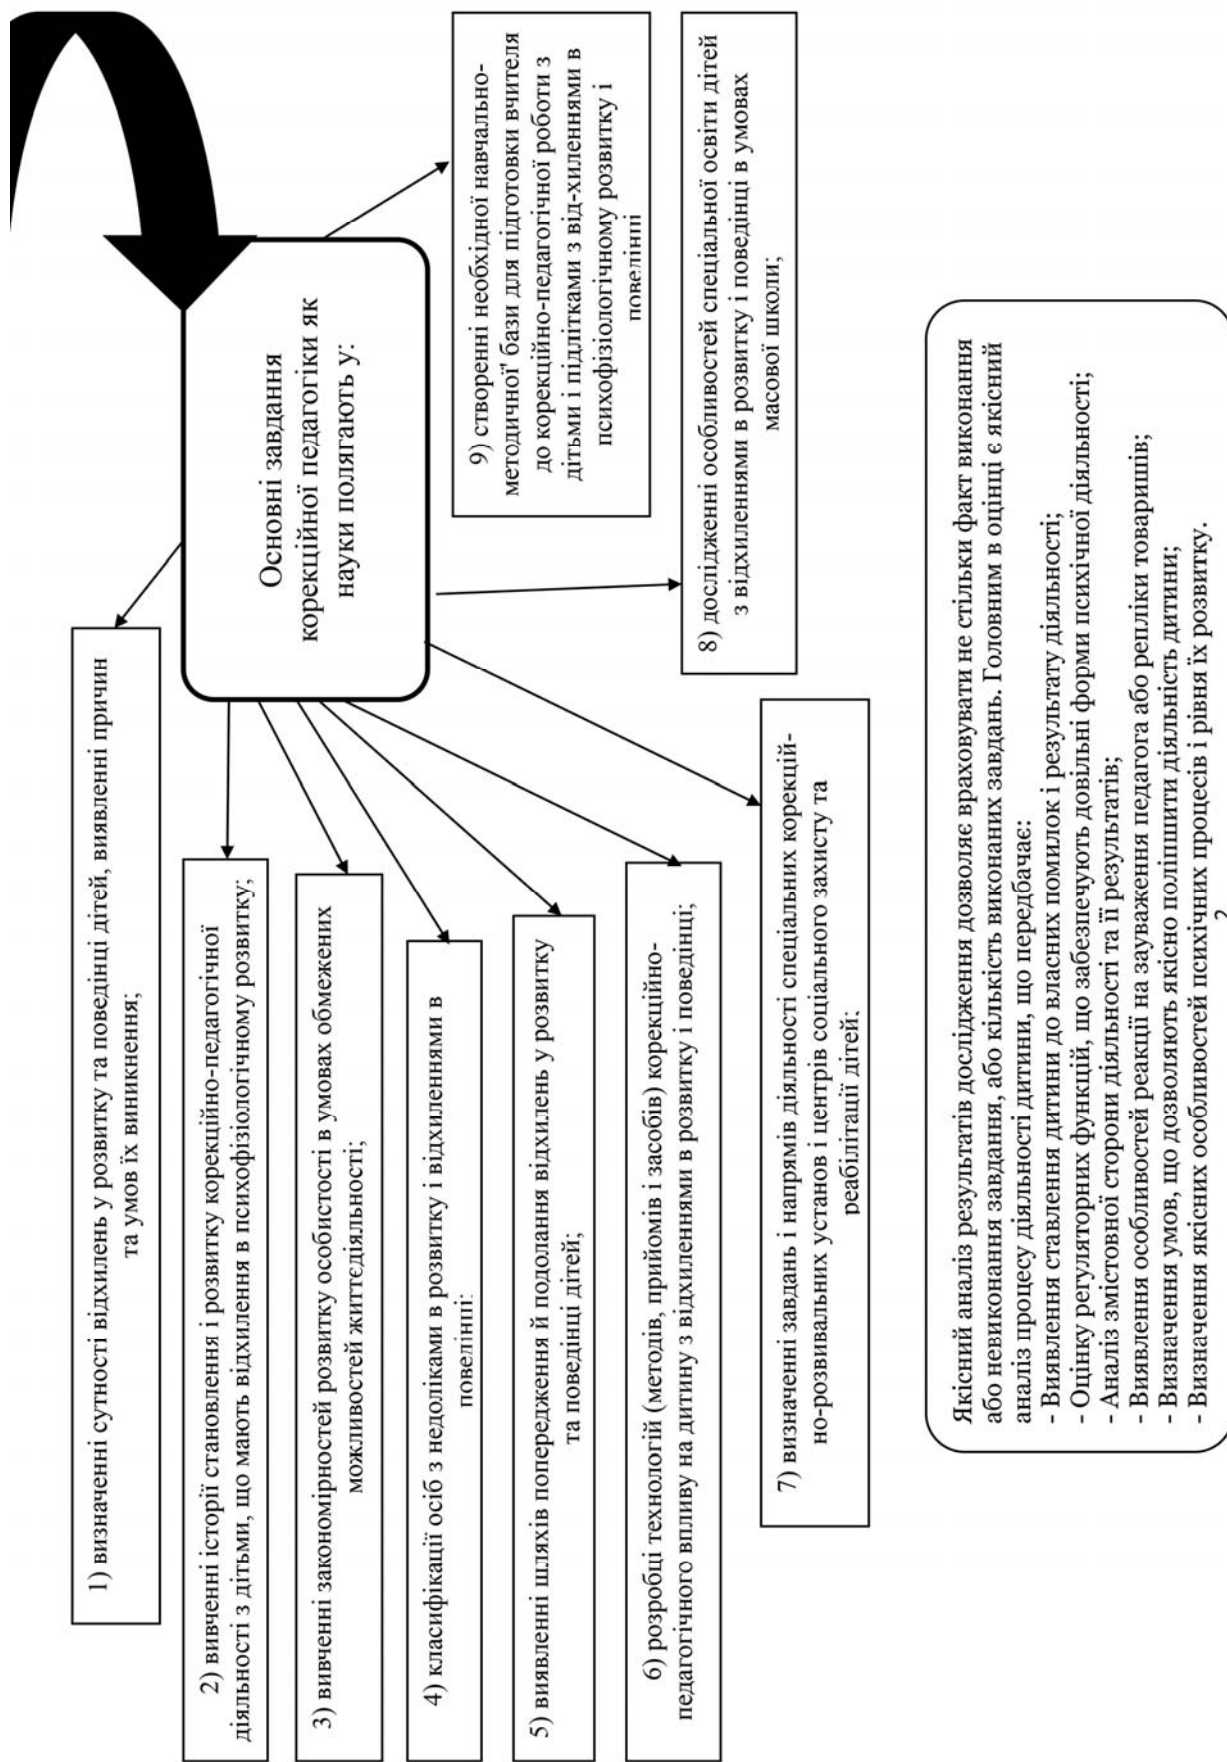 Основні завдання
корекційної педагогіки як
науки полягають у:
1) визначенні сутності відхилень у розвитку та поведінці дітей, виявленні причин
та умов їх виникнення;
2) вивченні історії становлення і розвитку корекційно-педагогічної
діяльності з дітьми, що мають відхилення в психофізіологічному розвитку;
3) вивченні закономірностей розвитку особистості в умовах обмежених
можливостей життєдіяльності;
4) класифікації осіб з недоліками в розвитку і відхиленнями в
поведінці;
5) виявленні шляхів попередження й подолання відхилень у розвитку
та поведінці дітей;
6) розробці технологій (методів, прийомів і засобів) корекційно-
педагогічного впливу на дитину з відхиленнями в розвитку і поведінці;
7) визначенні завдань і напрямів діяльності спеціальних корекцій-
но-розвивальних установ і центрів соціального захисту та
реабілітації дітей;
8) дослідженні особливостей спеціальної освіти дітей
з відхиленнями в розвитку і поведінці в умовах
масової школи;
9) створенні необхідної навчально-
методичної' бази для підготовки вчителя
до корекційно-педагогічної роботи з
дітьми і підлітками з від-хиленнями в
психофізіологічному розвитку і
поведінці
Якісний аналіз результатів дослідження дозволяє враховувати не стільки факт виконання
або невиконання завдання, або кількість виконаних завдань. Головним в оцінці є якісний
аналіз процесу діяльності дитини, що передбачає:
- Виявлення ставлення дитини до власних помилок і результату діяльності;
- Оцінку регуляторних функцій, що забезпечують довільні форми психічної діяльності;
- Аналіз змістовної сторони діяльності та її результатів;
- Виявлення особливостей реакції на зауваження педагога або репліки товаришів;
- Визначення умов, що дозволяють якісно поліпшити діяльність дитини;
- Визначення якісних особливостей психічних процесів і рівня їх розвитку.